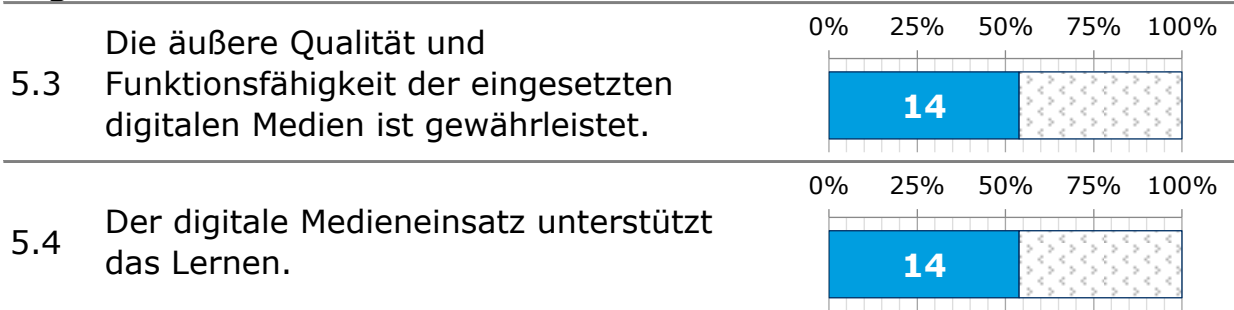 0% 25% 50% 75% 100%
5.3 Die äußere Qualität und
Funktionsfähigkeit der eingesetzten
digitalen Medien ist gewährleistet.
14
0% 25% 50% 75% 100%
5.4 Der digitale Medieneinsatz unterstützt
das Lernen.
14